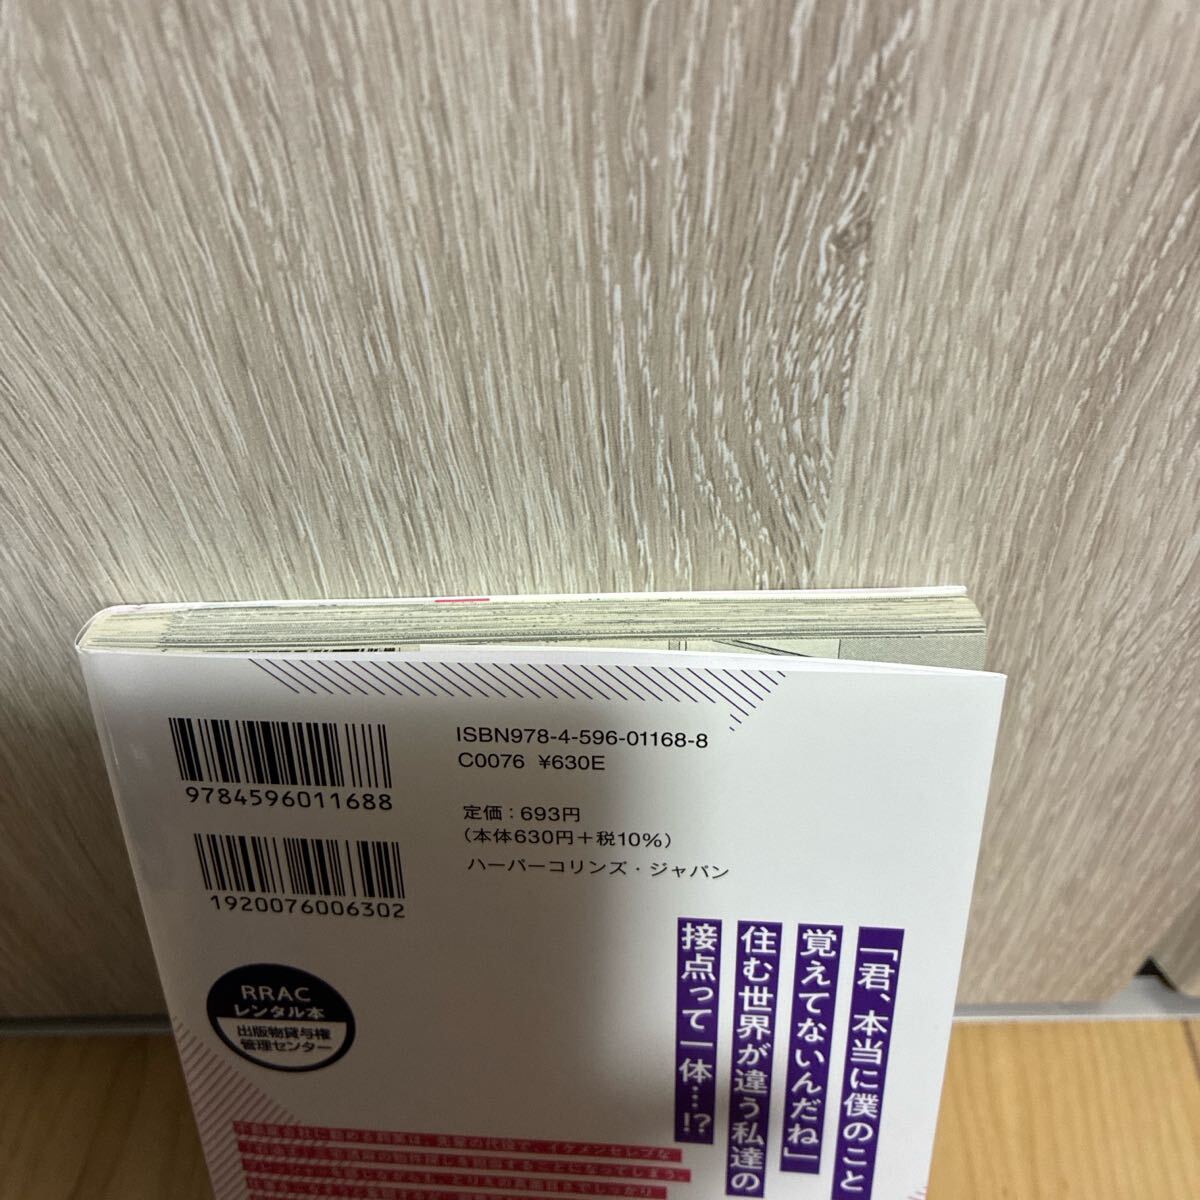 ISBN978-4-596-01168-8
C0076 ¥630E
9784596011688
定価：693円
（本体630円＋税10%）
ハーパーコリンズ・ジャパン
1920076006302
RRAC
レンタル本
出版物貸与権
管理センター
「君、本当に僕のこと
覚えてないんだね」
住む世界が違う私達の
接点って一体…!?